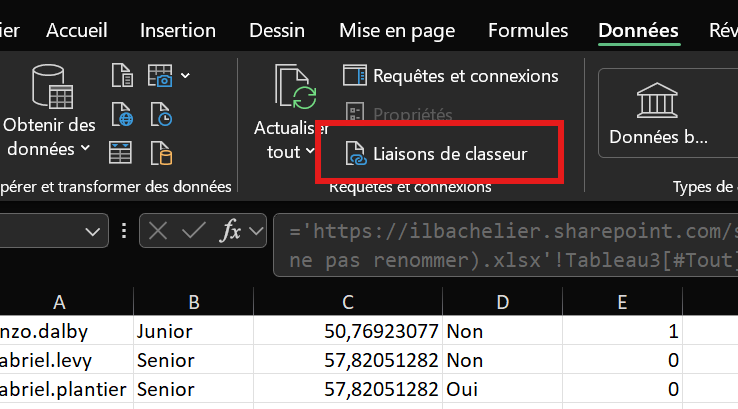 Accueil Insertion Dessin Mise en page Formules Données
Obtenir des
données
Actualiser
tout
Requêtes et connexions
Propriétés
Liaisons de classeur
Données b...
et transformer des données
Requêtes et connexions
Types de
fx
='https://ilbachelier.sharepoint.com/s
ne pas renommer).xlsx'!Tableau3[#Tout]
A B C D E
nzo.dalby Junior 50,76923077 Non 1
abriel.levy Senior 57,82051282 Non 0
abriel.plantier Senior 57,82051282 Oui 0